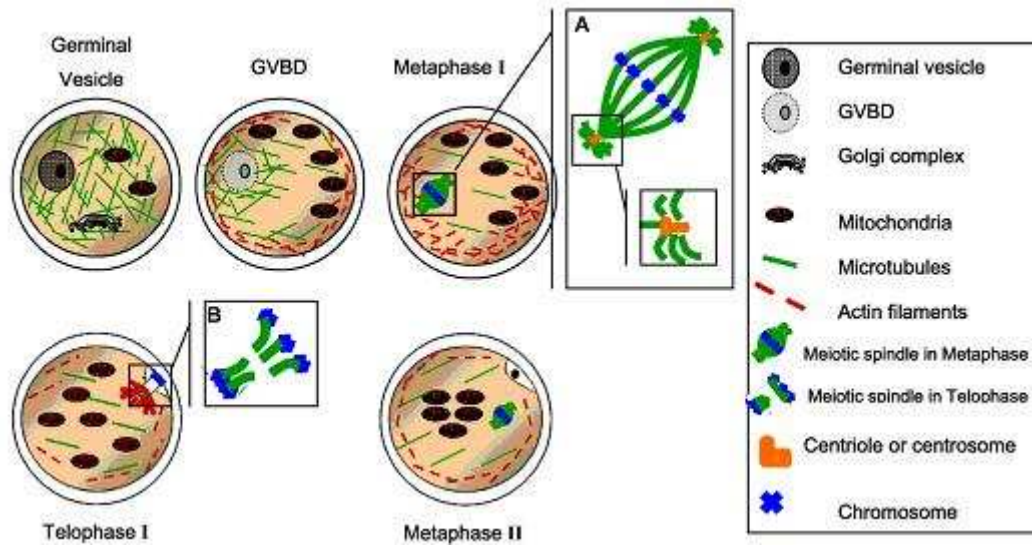 Germinal
Vesicle
GVBD
Metaphase I
A
B
Telophase I
Metaphase II
Germinal vesicle
GVBD
Golgi complex
Mitochondria
Microtubules
Actin filaments
Meiotic spindle in Metaphase
Meiotic spindle in Telophase
Centriole or centrosome
Chromosome